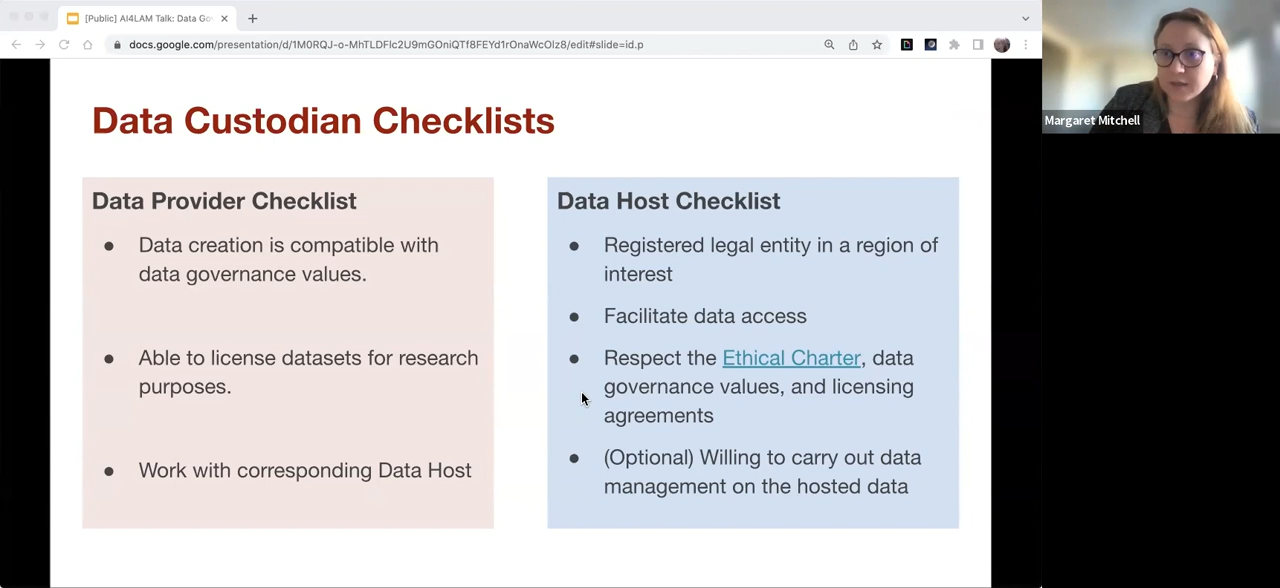 [Public] AI4LAM Talk: Data Go
docs.google.com/presentation/d/1M0RQJ-o-MhTLDFlc2U9mGOniQTf8FEYd1rOnaWcOlz8/edit#slide=id.p
Margaret Mitchell
Data Custodian Checklists
Data Provider Checklist
● Data creation is compatible with
data governance values.
● Able to license datasets for research
purposes.
● Work with corresponding Data Host
Data Host Checklist
● Registered legal entity in a region of
interest
● Facilitate data access
● Respect the Ethical Charter, data
governance values, and licensing
agreements
● (Optional) Willing to carry out data
management on the hosted data